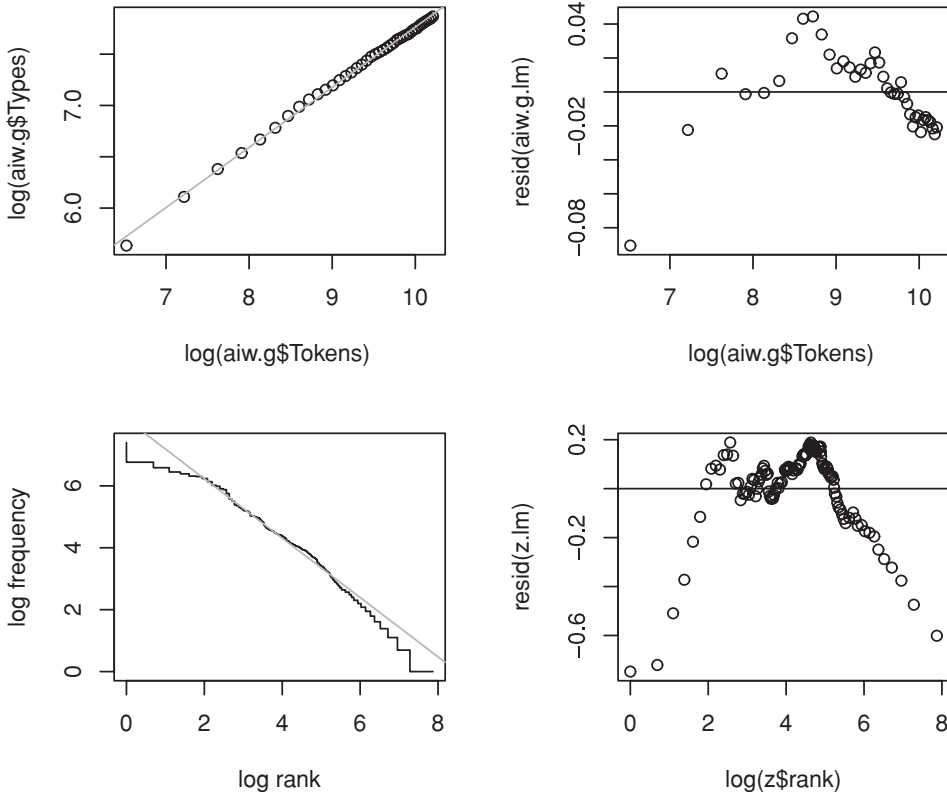 log(aiw.g$Types)
7.0
6.0
7 8 9 10
log(aiw.g$Tokens)
resid(aiw.g.lm)
0.04
−0.02
−0.08
7 8 9 10
log(aiw.g$Tokens)
log frequency
6
4
2
0
0 2 4 6 8
log rank
resid(z.lm)
0.2
−0.2
−0.6
0 2 4 6 8
log(z$rank)